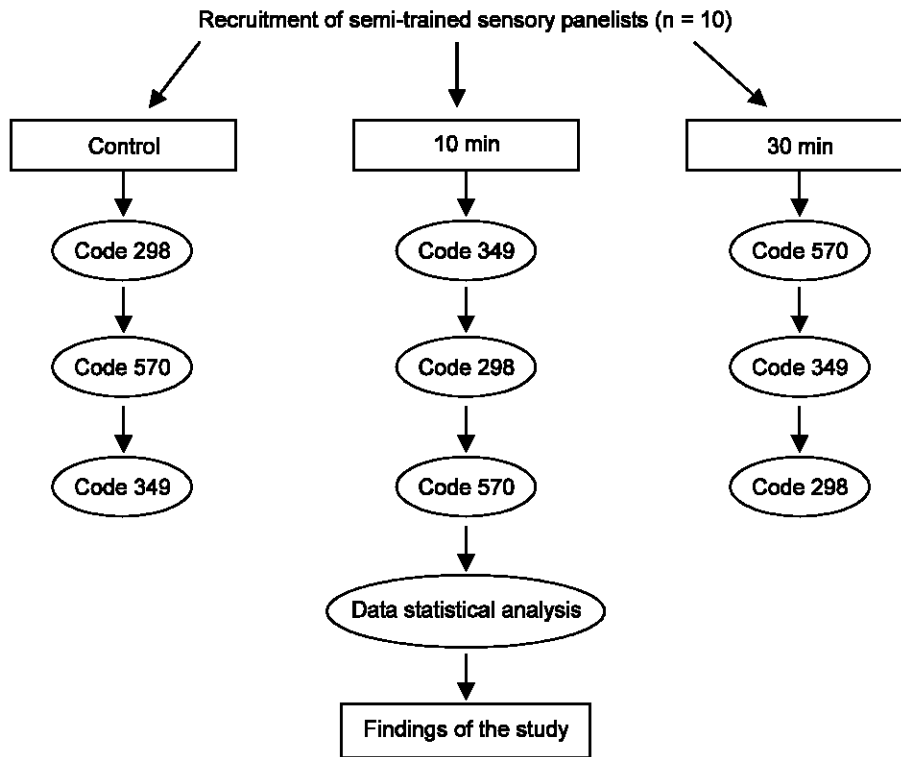 Recruitment of semi-trained sensory panelists (n = 10)
Control
10 min
30 min
Code 298
Code 349
Code 570
Code 570
Code 298
Code 349
Code 349
Code 570
Code 298
Data statistical analysis
Findings of the study